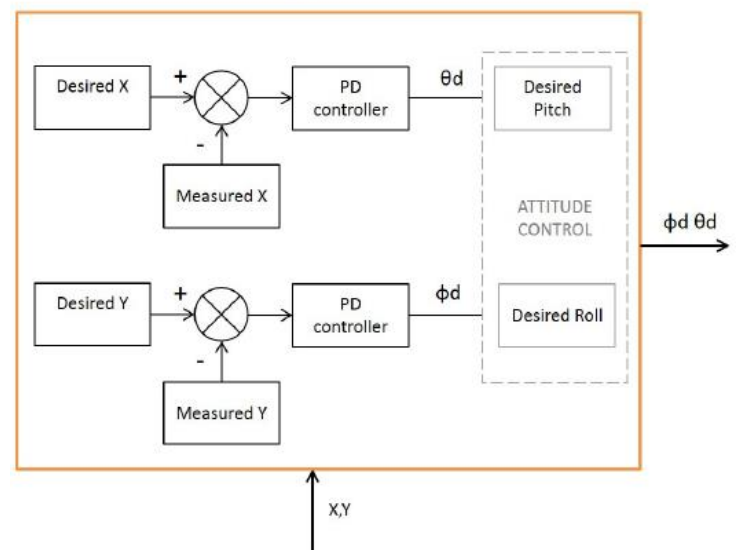 Desired X
+
-
Measured X
PD
controller
θd
Desired
Pitch
ATTITUDE
CONTROL
ϕd θd
Desired Y
+
-
Measured Y
PD
controller
ϕd
Desired Roll
X,Y